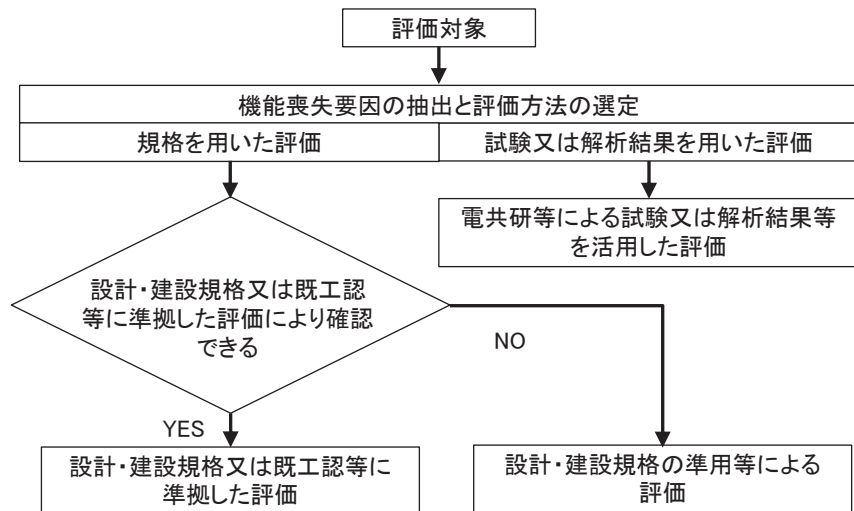 評価対象
機能喪失要因の抽出と評価方法の選定
規格を用いた評価
試験又は解析結果を用いた評価
電共研等による試験又は解析結果等
を活用した評価
設計・建設規格又は既工認
等に準拠した評価により確認
できる
NO
YES
設計・建設規格又は既工認等に
準拠した評価
設計・建設規格の準用等による
評価